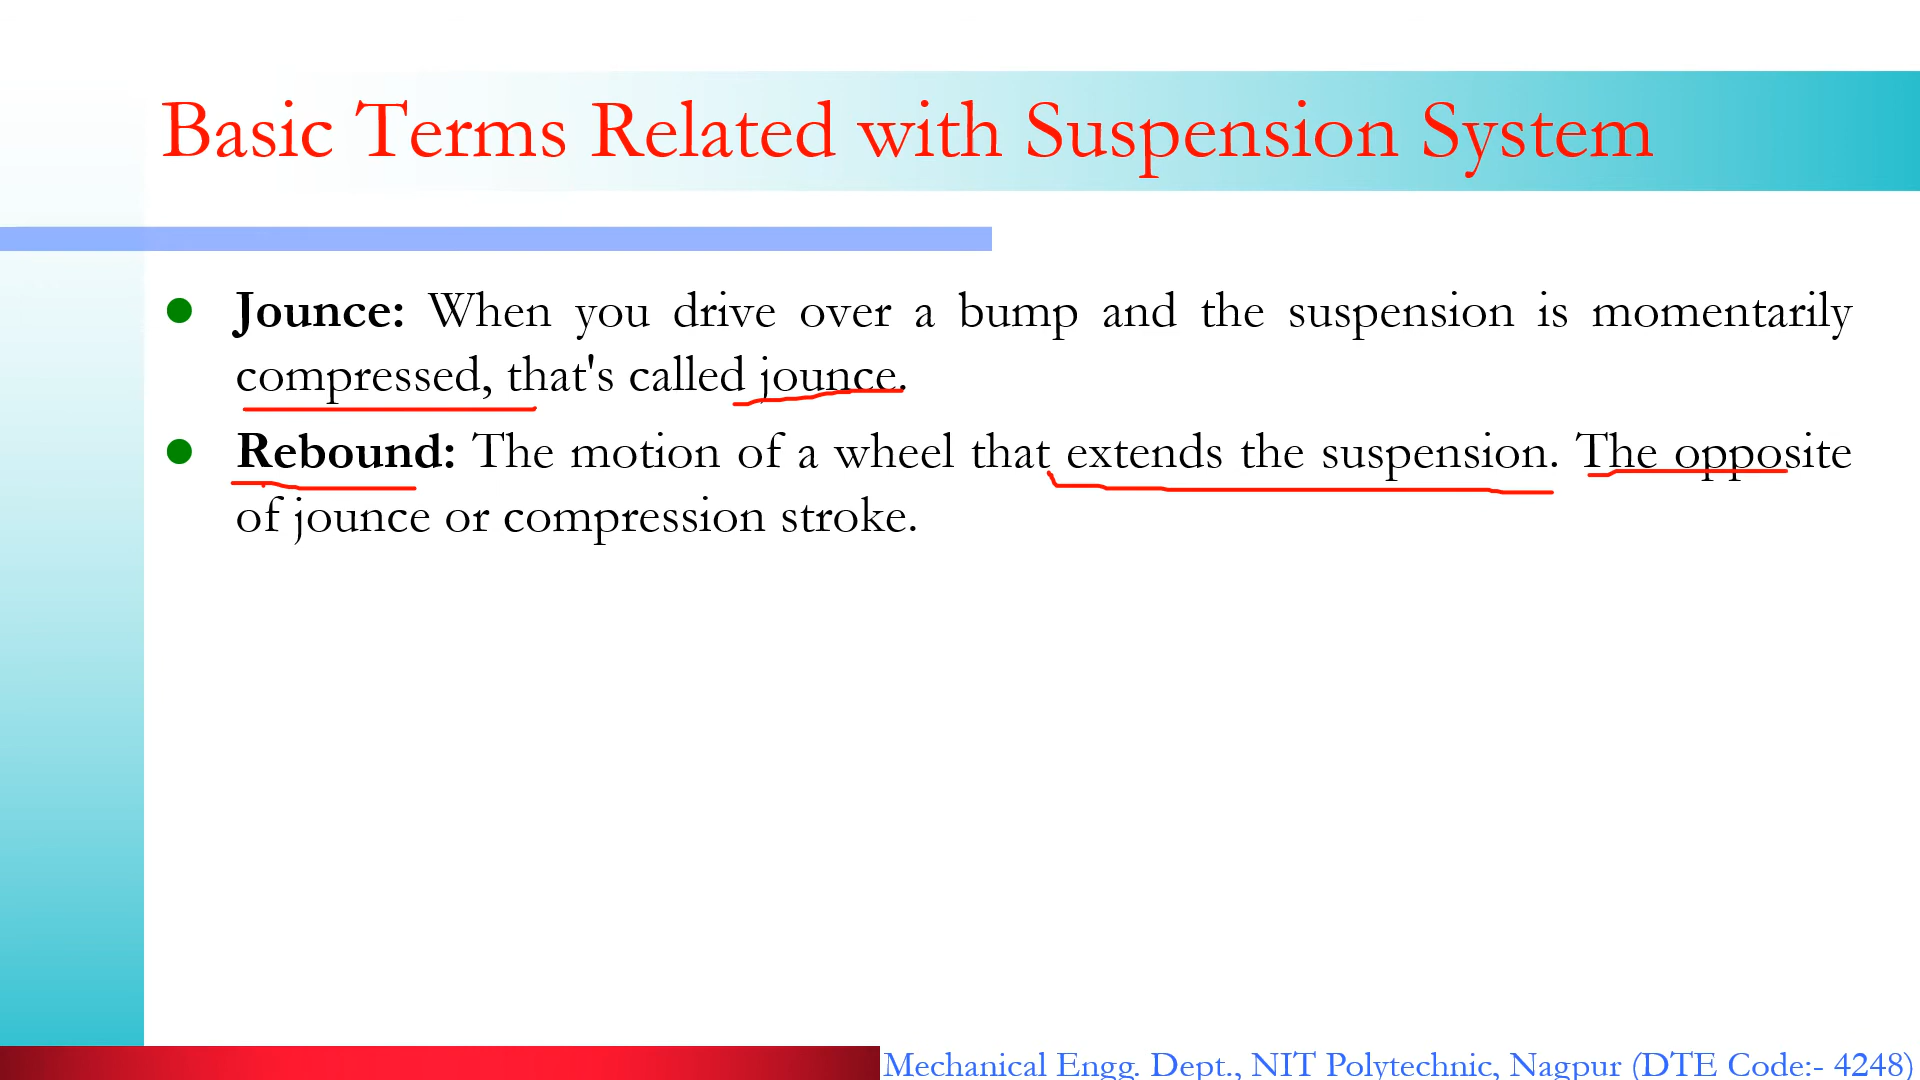 Basic Terms Related with Suspension System
Jounce: When you drive over a bump and the suspension is momentarily
compressed, that's called jounce.
Rebound: The motion of a wheel that extends the suspension. The opposite
of jounce or compression stroke.
Mechanical Engg. Dept., NIT Polytechnic, Nagpur (DTE Code:- 4248)